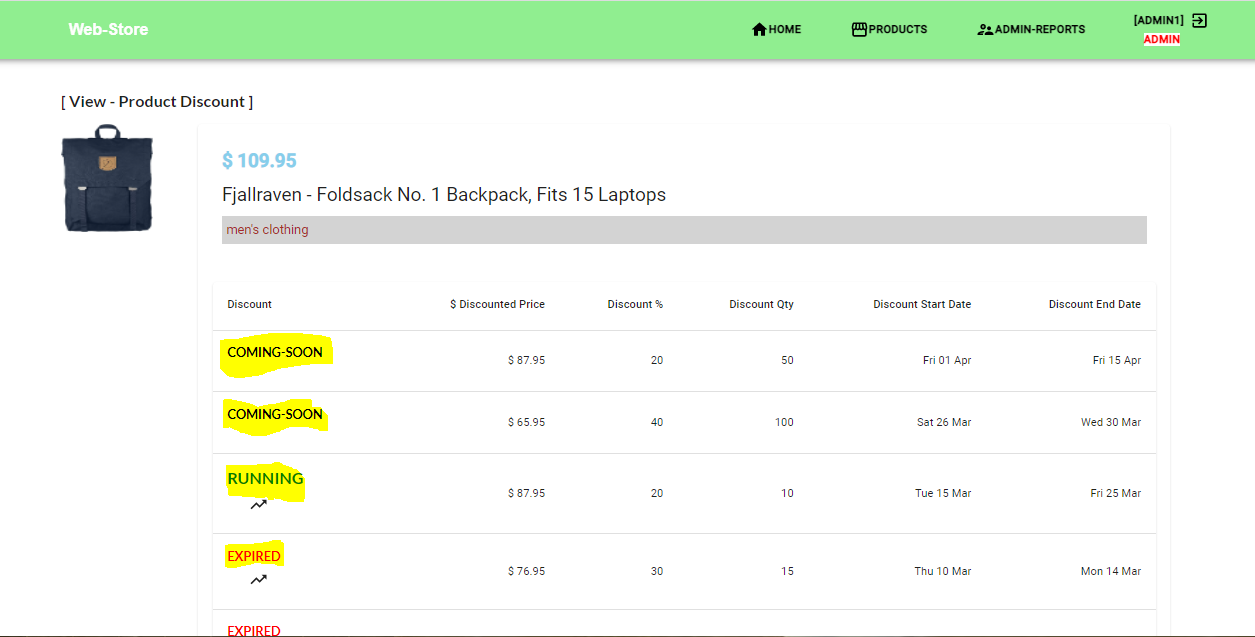 Web-Store HOME PRODUCTS ADMIN-REPORTS [ADMIN1]
ADMIN
[ View - Product Discount ]
$ 109.95
Fjallraven - Foldsack No. 1 Backpack, Fits 15 Laptops
men's clothing
Discount $ Discounted Price Discount % Discount Qty Discount Start Date Discount End Date
COMING-SOON $ 87.95 20 50 Fri 01 Apr Fri 15 Apr
COMING-SOON $ 65.95 40 100 Sat 26 Mar Wed 30 Mar
RUNNING $ 87.95 20 10 Tue 15 Mar Fri 25 Mar
EXPIRED $ 76.95 30 15 Thu 10 Mar Mon 14 Mar
EXPIRED